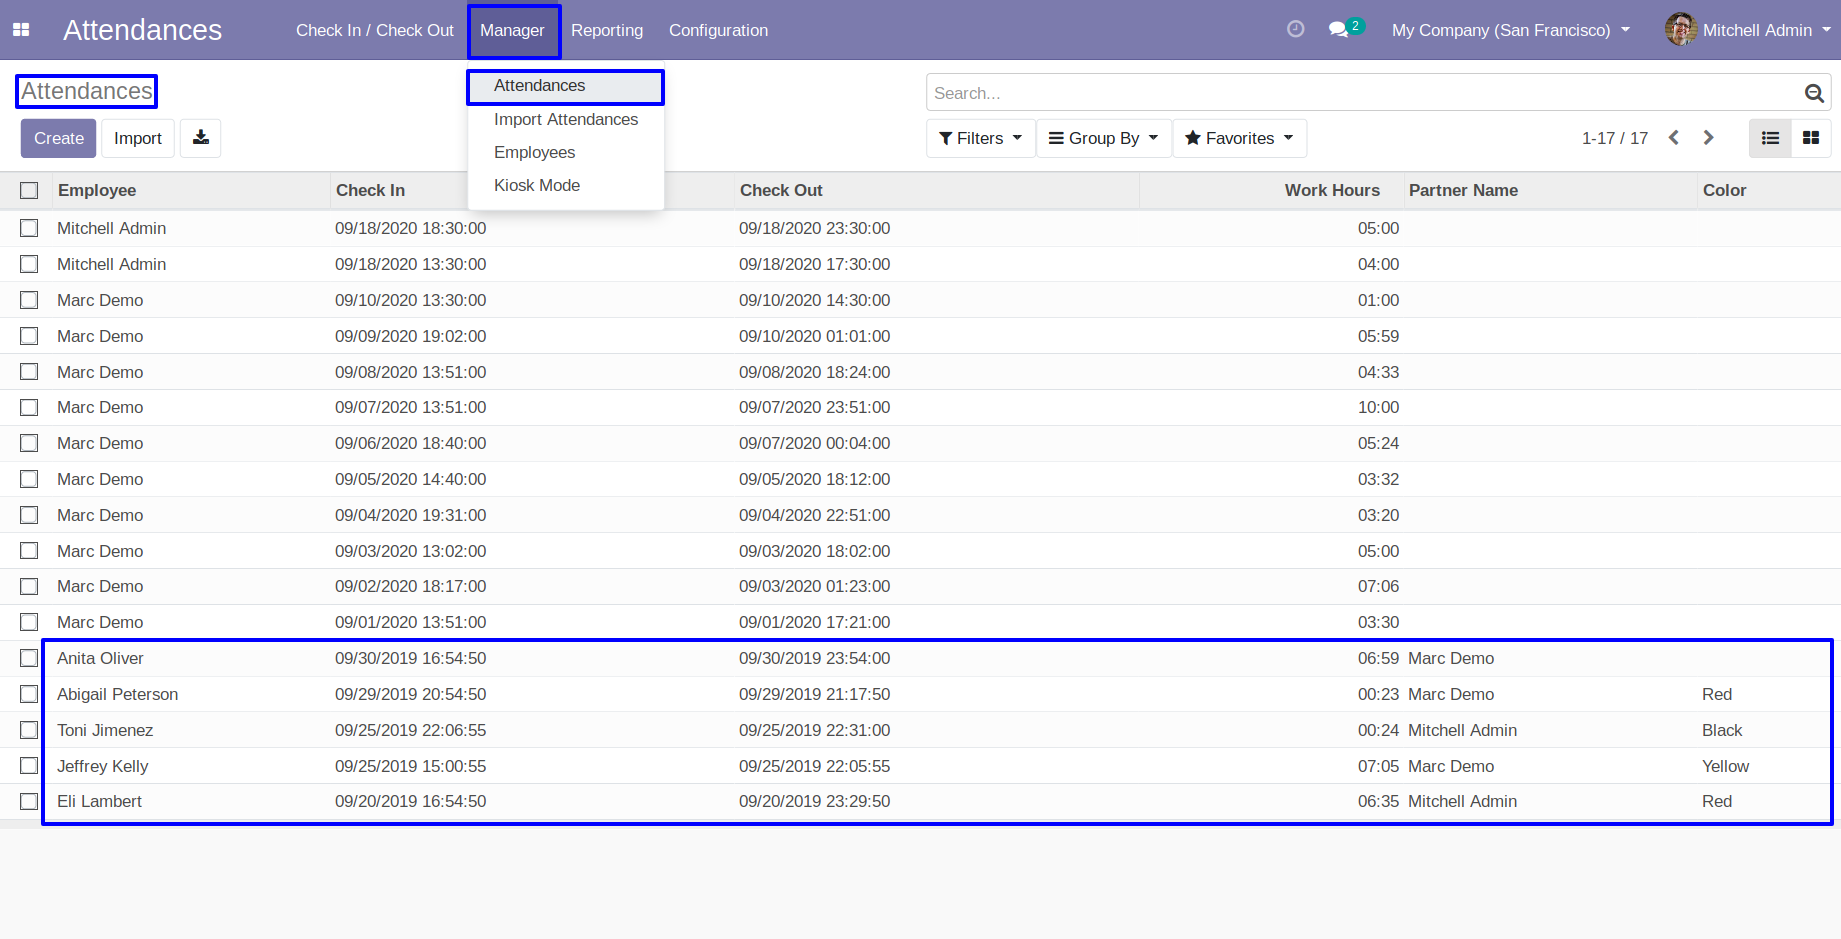 Attendances Check In / Check Out Manager Reporting Configuration 2 My Company (San Francisco) Mitchell Admin
Attendances
Attendances
Import Attendances
Employees
Kiosk Mode
Search...
Create Import Filters Group By Favorites 1-17 / 17
Employee Check In Check Out Work Hours Partner Name Color
Mitchell Admin 09/18/2020 18:30:00 09/18/2020 23:30:00 05:00
Mitchell Admin 09/18/2020 13:30:00 09/18/2020 17:30:00 04:00
Marc Demo 09/10/2020 13:30:00 09/10/2020 14:30:00 01:00
Marc Demo 09/09/2020 19:02:00 09/10/2020 01:01:00 05:59
Marc Demo 09/08/2020 13:51:00 09/08/2020 18:24:00 04:33
Marc Demo 09/07/2020 13:51:00 09/07/2020 23:51:00 10:00
Marc Demo 09/06/2020 18:40:00 09/07/2020 00:04:00 05:24
Marc Demo 09/05/2020 14:40:00 09/05/2020 18:12:00 03:32
Marc Demo 09/04/2020 19:31:00 09/04/2020 22:51:00 03:20
Marc Demo 09/03/2020 13:02:00 09/03/2020 18:02:00 05:00
Marc Demo 09/02/2020 18:17:00 09/03/2020 01:23:00 07:06
Marc Demo 09/01/2020 13:51:00 09/01/2020 17:21:00 03:30
Anita Oliver 09/30/2019 16:54:50 09/30/2019 23:54:00 06:59 Marc Demo
Abigail Peterson 09/29/2019 20:54:50 09/29/2019 21:17:50 00:23 Marc Demo Red
Toni Jimenez 09/25/2019 22:06:55 09/25/2019 22:31:00 00:24 Mitchell Admin Black
Jeffrey Kelly 09/25/2019 15:00:55 09/25/2019 22:05:55 07:05 Marc Demo Yellow
Eli Lambert 09/20/2019 16:54:50 09/20/2019 23:29:50 06:35 Mitchell Admin Red